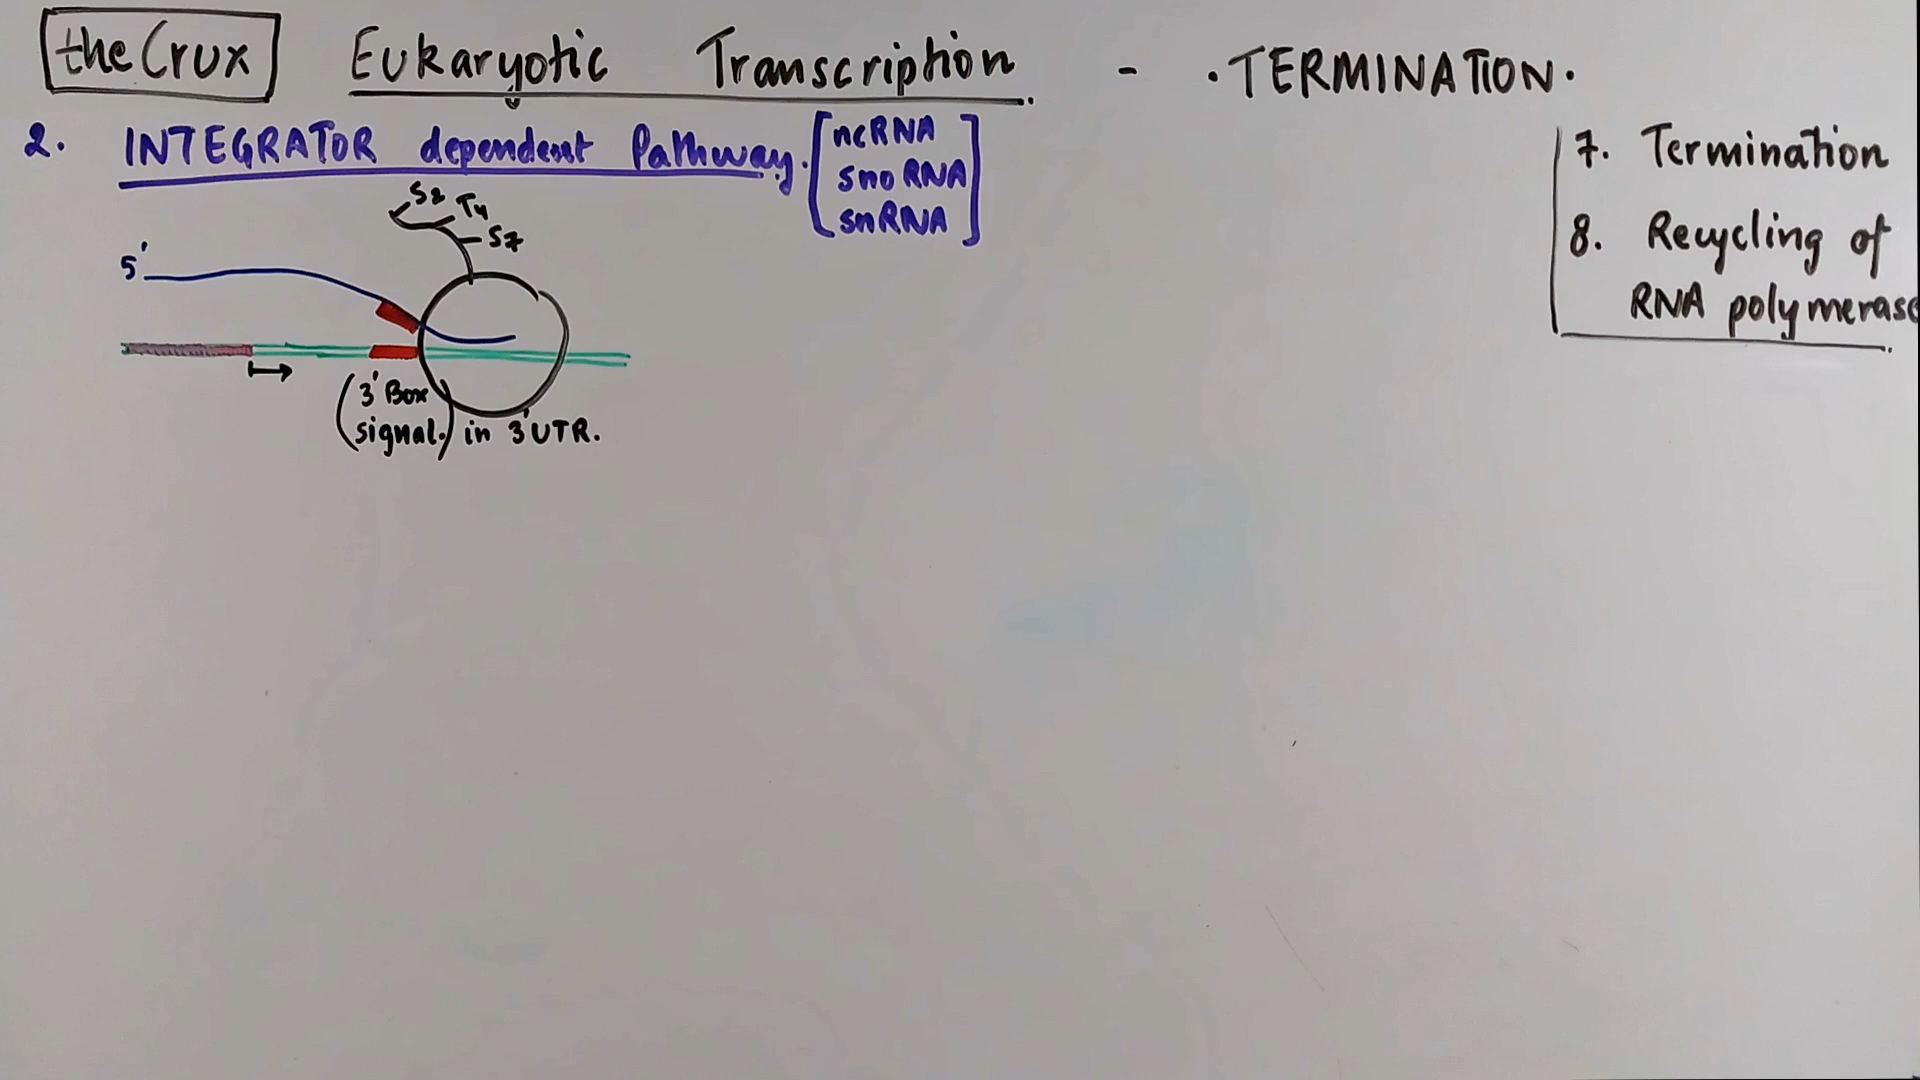 the Crux Eukaryotic Transcription - . TERMINATION .
2. INTEGRATOR dependent Pathway. [ncRNA
snoRNA
snRNA]
7. Termination
8. Recycling of
RNA polymerase
S2 T4
S7
5'
(3' Box
signal.) in 3'UTR.